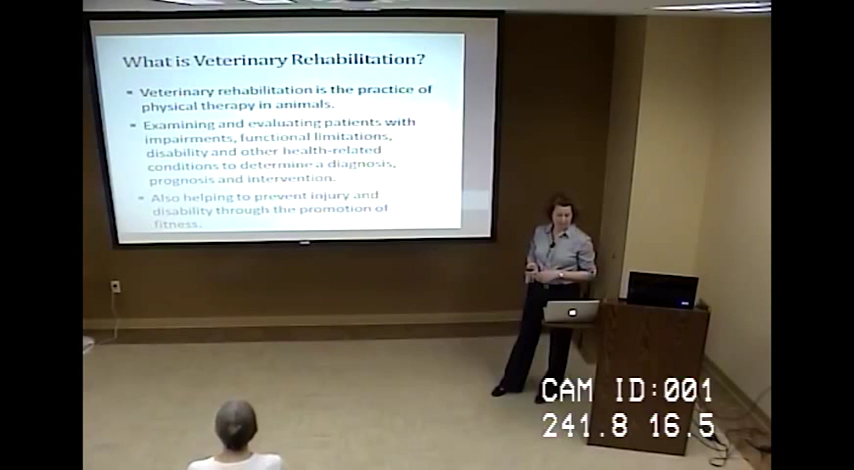 What is Veterinary Rehabilitation?
▪ Veterinary rehabilitation is the practice of
physical therapy in animals.
▪ Examining and evaluating patients with
impairments, functional limitations,
disability and other health-related
conditions to determine a diagnosis,
prognosis and intervention.
▪ Also helping to prevent injury and
disability through the promotion of
fitness.
CAM ID:001
241.8 16.5